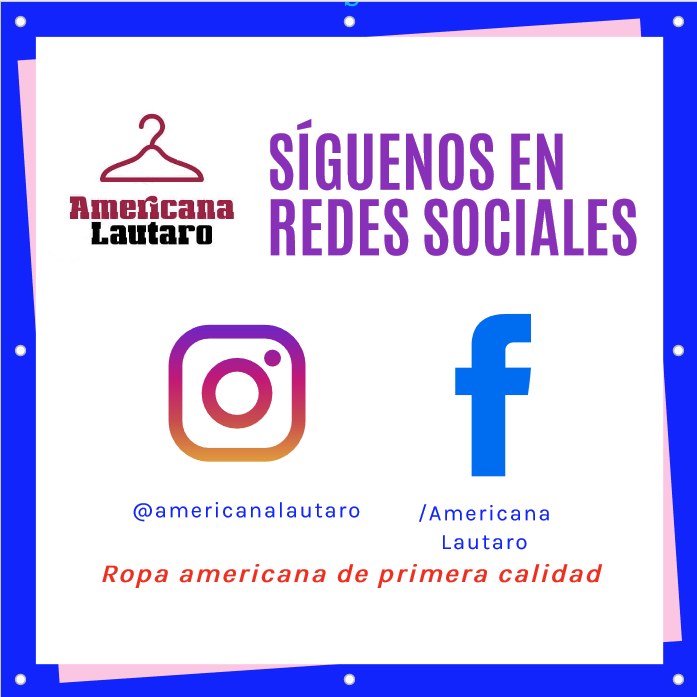 SÍGUENOS EN
REDES SOCIALES
Americana
Lautaro
@americanalautaro
/Americana
Lautaro
Ropa americana de primera calidad